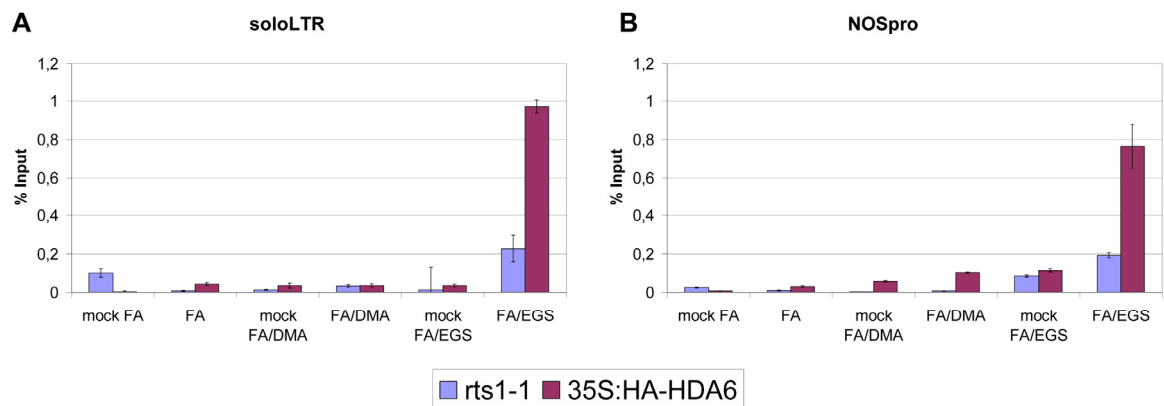 A
soloLTR
% Input
1,2
1
0,8
0,6
0,4
0,2
0
mock FA
FA
mock
FA/DMA
FA/DMA
mock
FA/EGS
FA/EGS
B
NOSpro
% Input
1,2
1
0,8
0,6
0,4
0,2
0
mock FA
FA
mock
FA/DMA
FA/DMA
mock
FA/EGS
FA/EGS
rts1-1
35S:HA-HDA6